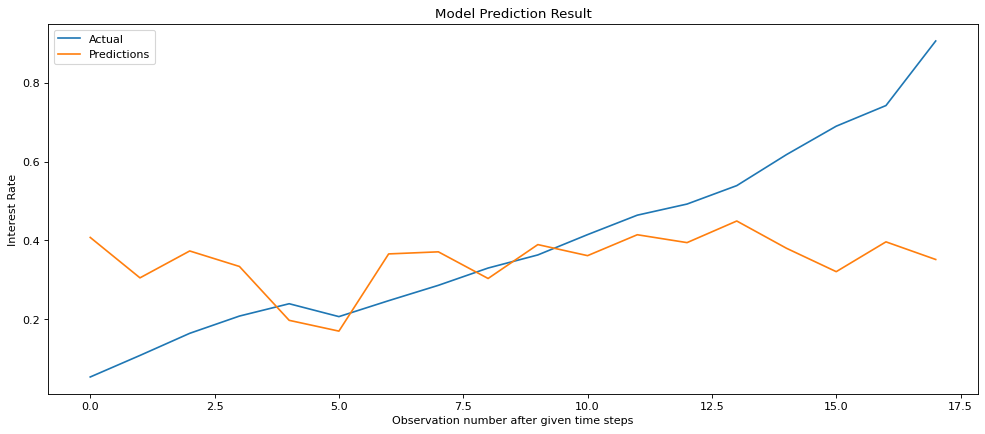 Model Prediction Result
Actual
Predictions
Interest Rate
0.8
0.6
0.4
0.2
0.0 2.5 5.0 7.5 10.0 12.5 15.0 17.5
Observation number after given time steps